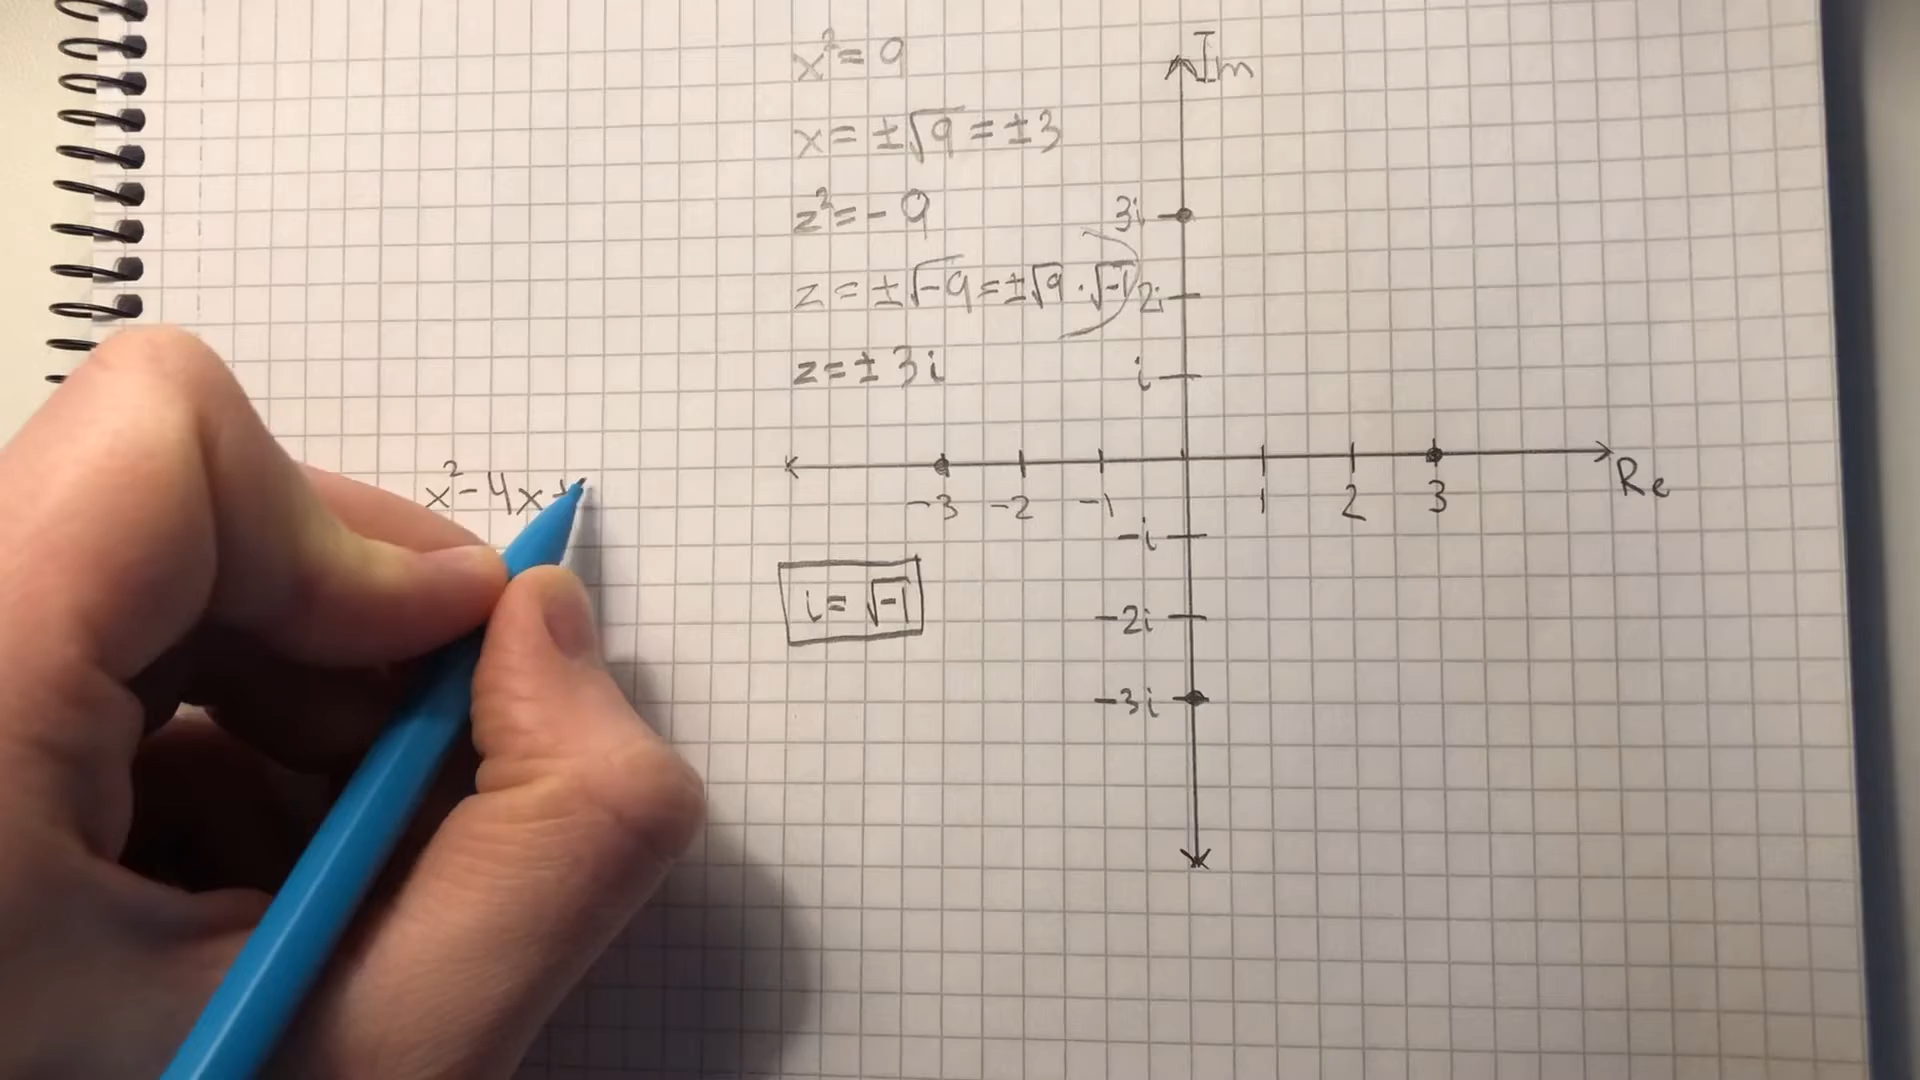 x² = 9
x = ±√9 = ±3
z² = -9
z = ±√-9 = ±√9 · √-1
z = ± 3i
x² - 4x +
i = √-1
Im
3i
2i
i
-3 -2 -1 1 2 3 Re
-i
-2i
-3i